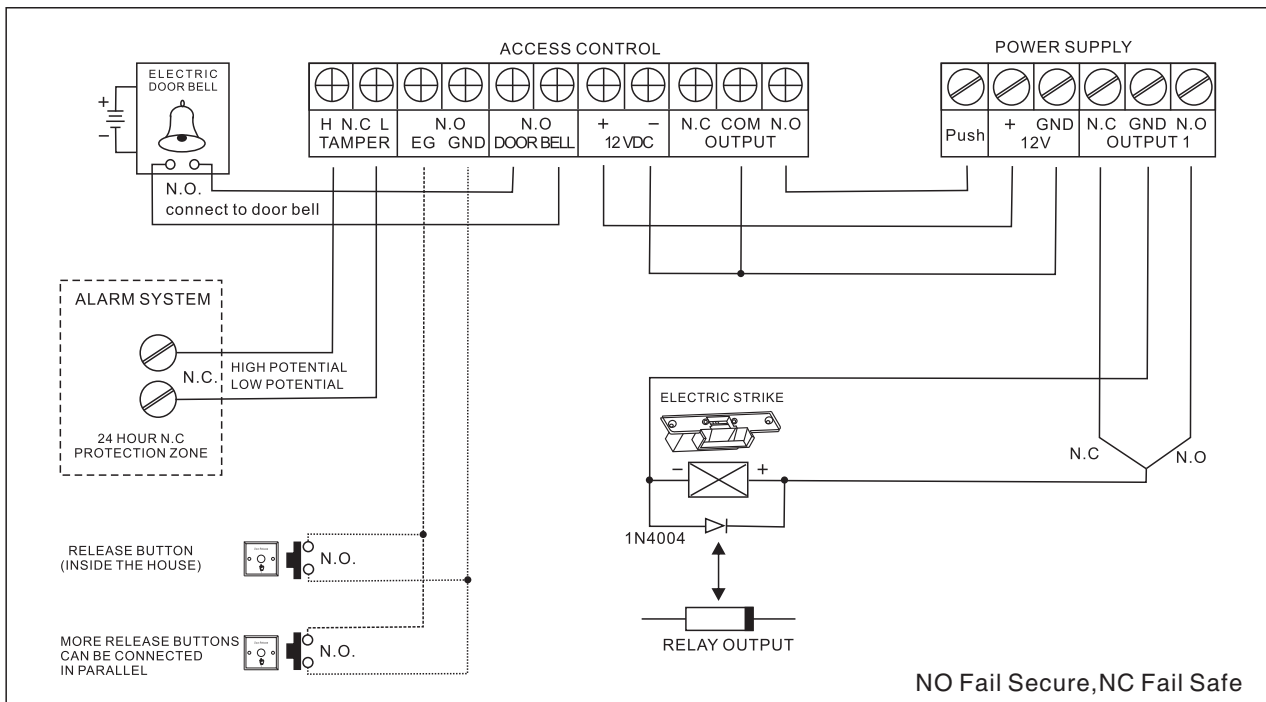 ACCESS CONTROL
POWER SUPPLY
ELECTRIC
DOOR BELL
+
−
N.O.
connect to door bell
H N.C L
TAMPER
N.O
EG GND
N.O
DOOR BELL
+ −
12 VDC
N.C COM N.O
OUTPUT
Push
+ GND
12V
N.C GND N.O
OUTPUT 1
ALARM SYSTEM
N.C.
HIGH POTENTIAL
LOW POTENTIAL
24 HOUR N.C
PROTECTION ZONE
ELECTRIC STRIKE
− +
1N4004
N.C
N.O
RELAY OUTPUT
RELEASE BUTTON
(INSIDE THE HOUSE)
N.O.
MORE RELEASE BUTTONS
CAN BE CONNECTED
IN PARALLEL
N.O.
NO Fail Secure,NC Fail Safe